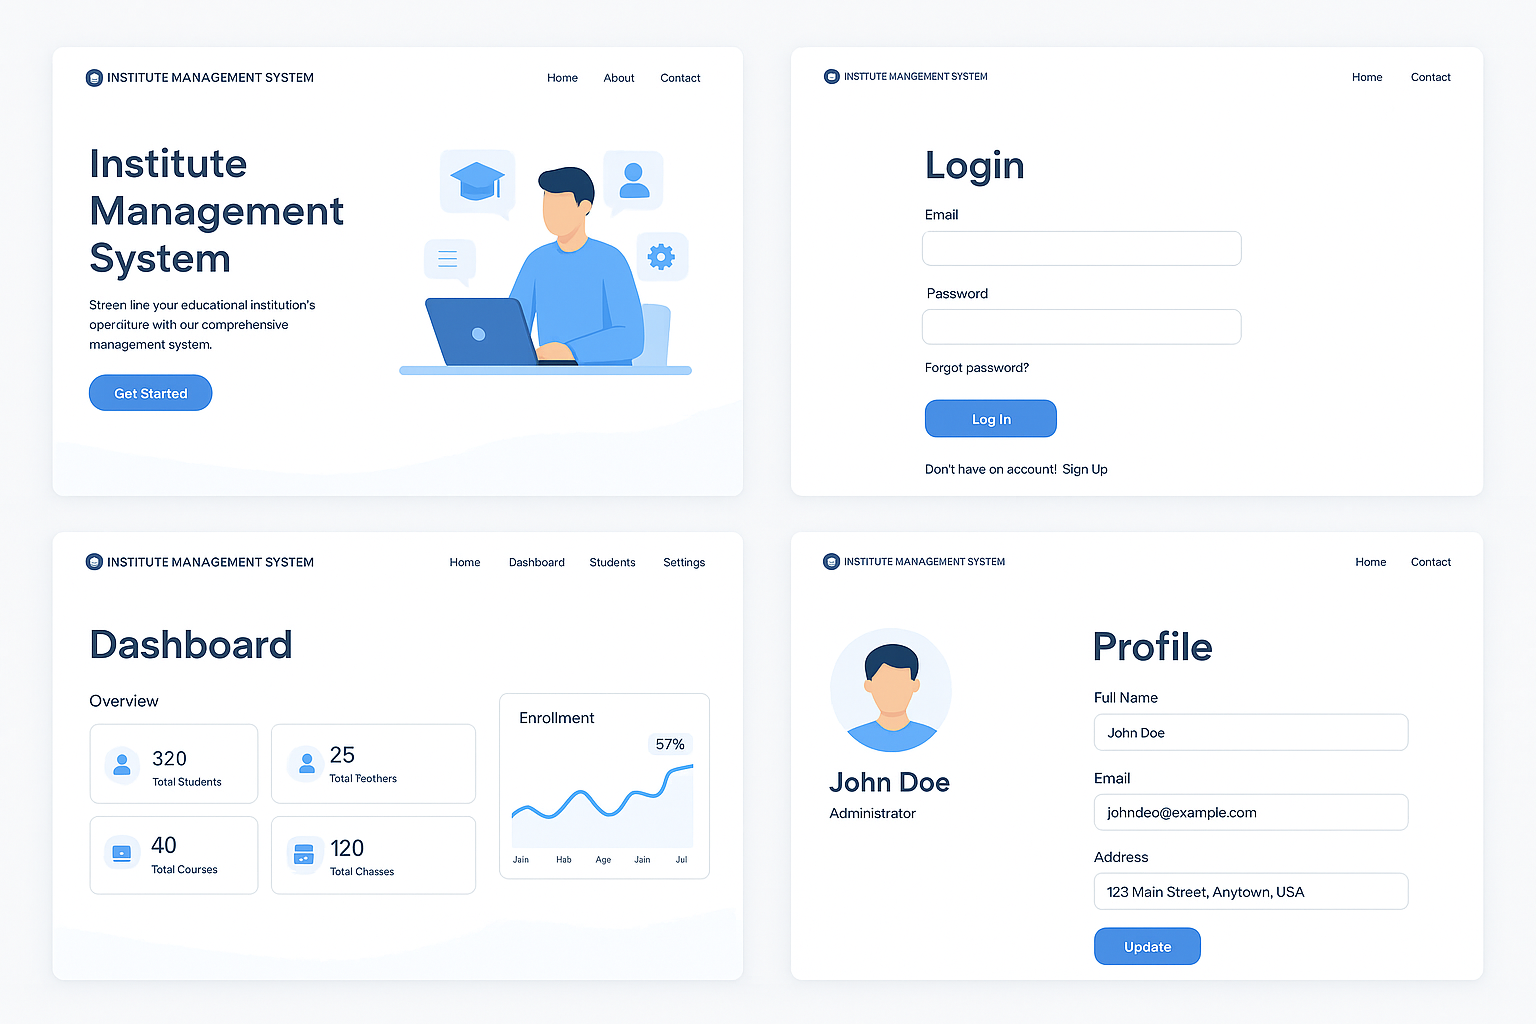 INSTITUTE MANAGEMENT SYSTEM
Home About Contact
Institute
Management
System
Streen line your educational institution's
operditure with our comprehensive
management system.
Get Started
INSTTUTE MANGEMENT SYSTEM
Home Contact
Login
Email
Password
Forgot password?
Log In
Don't have on account! Sign Up
INSTITUTE MANAGEMENT SYSTEM
Home Dashboard Students Settings
Dashboard
Overview
320
Total Students
25
Total Teothers
40
Total Courses
120
Total Chasses
Enrollment
57%
Jain Hab Age Jain Jul
INSTTUTE MANAGEMENT SYSTEM
Home Contact
John Doe
Administrator
Profile
Full Name
John Doe
Email
johndeo@example.com
Address
123 Main Street, Anytown, USA
Update